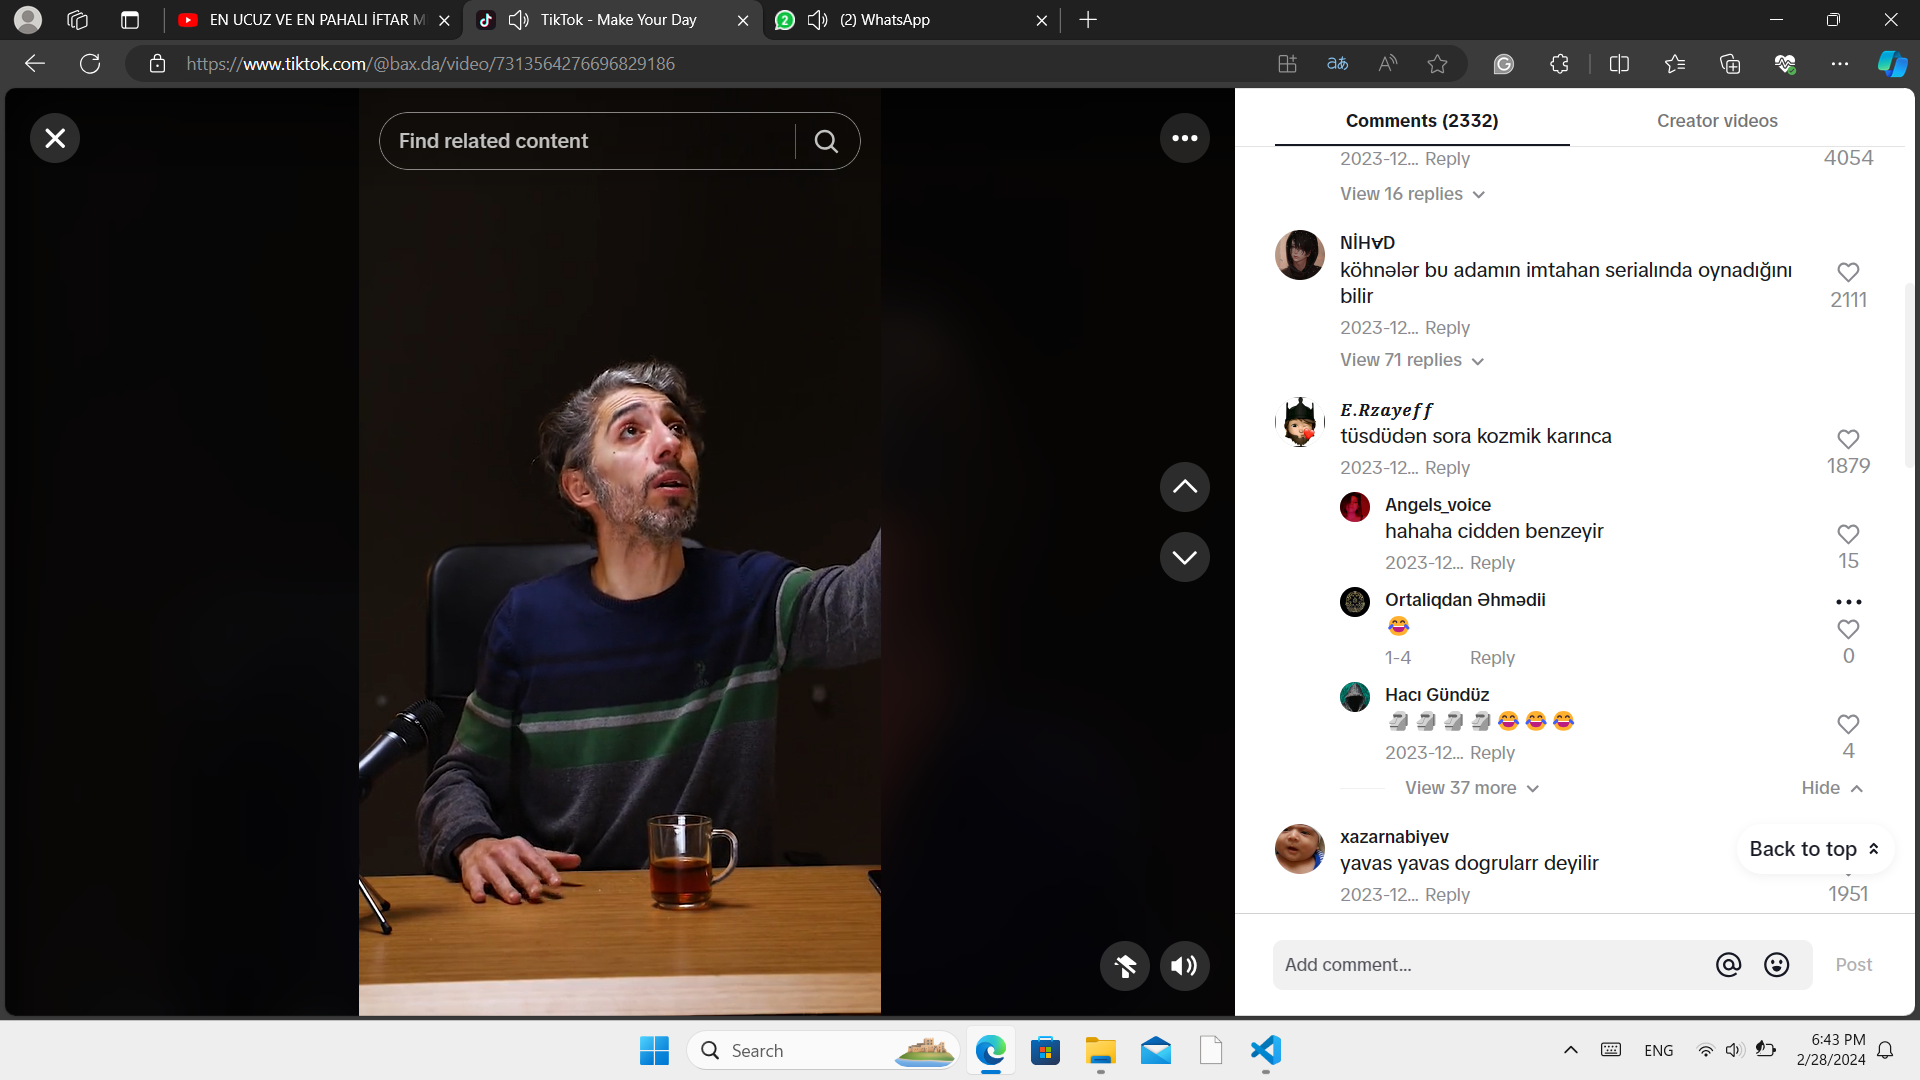 EN UCUZ VE EN PAHALI İFTAR M
TikTok - Make Your Day
(2) WhatsApp
https://www.tiktok.com/@bax.da/video/7313564276696829186
Find related content
Comments (2332)
Creator videos
2023-12... Reply
4054
View 16 replies
NİHⱯD
köhnələr bu adamın imtahan serialında oynadığını
bilir
2111
2023-12... Reply
View 71 replies
E.Rzayeff
tüsdüdən sora kozmik karınca
1879
2023-12... Reply
Angels_voice
hahaha cidden benzeyir
15
2023-12... Reply
Ortaliqdan Əhmədii
😂
0
1-4 Reply
Hacı Gündüz
🗿🗿🗿🗿😂😂😂
4
2023-12... Reply
View 37 more
Hide
xazarnabiyev
yavas yavas dogrularr deyilir
Back to top
1951
2023-12... Reply
Add comment...
Post
Search
ENG
6:43 PM
2/28/2024